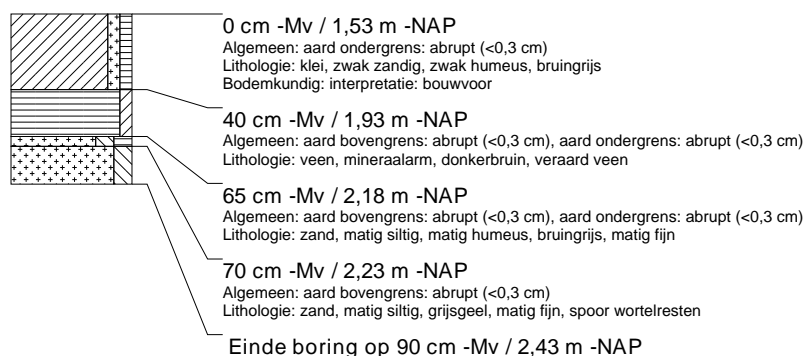 0 cm -Mv / 1,53 m -NAP
Algemeen: aard ondergrens: abrupt (<0,3 cm)
Lithologie: klei, zwak zandig, zwak humeus, bruingrijs
Bodemkundig: interpretatie: bouwvoor
40 cm -Mv / 1,93 m -NAP
Algemeen: aard bovengrens: abrupt (<0,3 cm), aard ondergrens: abrupt (<0,3 cm)
Lithologie: veen, mineraalarm, donkerbruin, veraard veen
65 cm -Mv / 2,18 m -NAP
Algemeen: aard bovengrens: abrupt (<0,3 cm), aard ondergrens: abrupt (<0,3 cm)
Lithologie: zand, matig siltig, matig humeus, bruingrijs, matig fijn
70 cm -Mv / 2,23 m -NAP
Algemeen: aard bovengrens: abrupt (<0,3 cm)
Lithologie: zand, matig siltig, grijsgeel, matig fijn, spoor wortelresten
Einde boring op 90 cm -Mv / 2,43 m -NAP